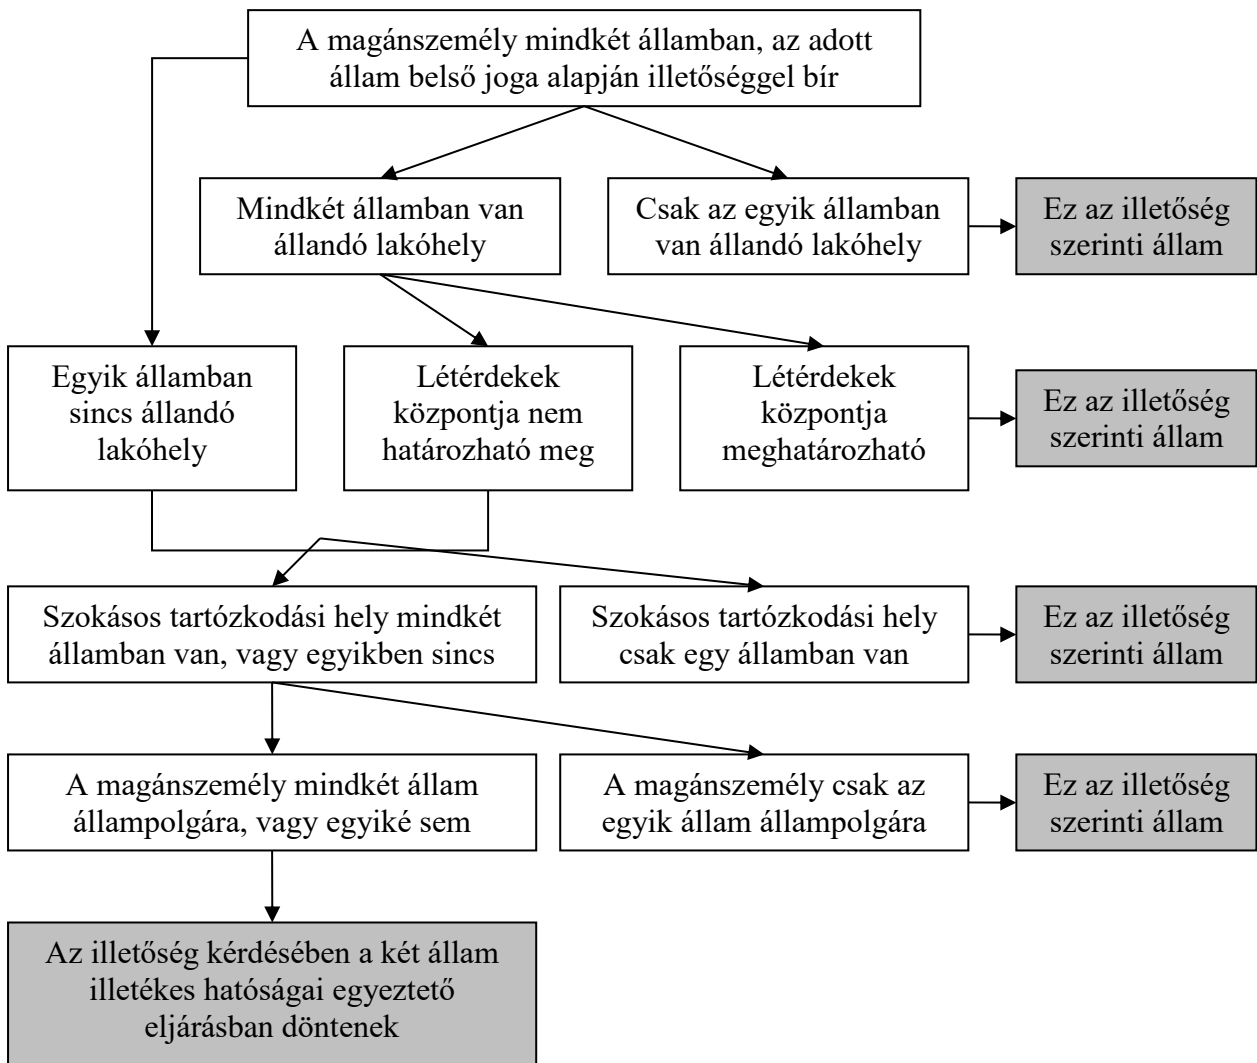 A magánszemély mindkét államban, az adott
állam belső joga alapján illetőséggel bír
Mindkét államban van
állandó lakóhely
Csak az egyik államban
van állandó lakóhely
Ez az illetőség
szerinti állam
Egyik államban
sincs állandó
lakóhely
Létérdekek
központja nem
határozható meg
Létérdekek
központja
meghatározható
Ez az illetőség
szerinti állam
Szokásos tartózkodási hely mindkét
államban van, vagy egyikben sincs
Szokásos tartózkodási hely
csak egy államban van
Ez az illetőség
szerinti állam
A magánszemély mindkét állam
állampolgára, vagy egyiké sem
A magánszemély csak az
egyik állam állampolgára
Ez az illetőség
szerinti állam
Az illetőség kérdésében a két állam
illetékes hatóságai egyeztető
eljárásban döntenek